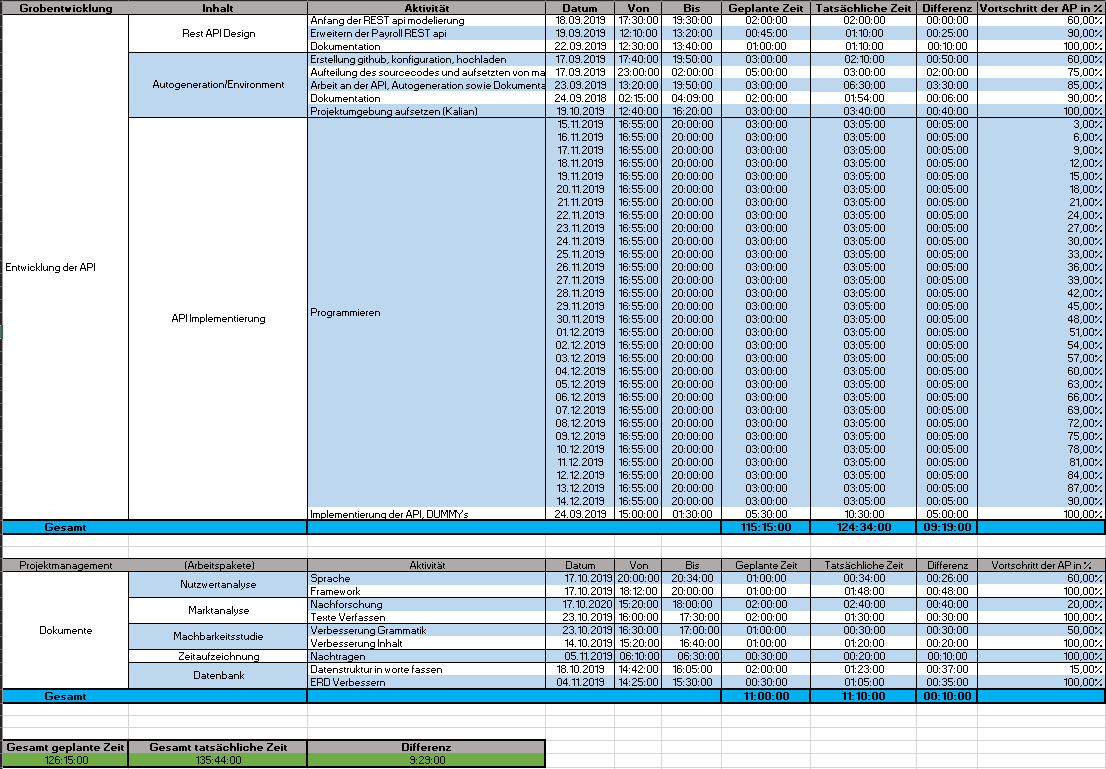 Grobentwicklung Inhalt Aktivität Datum Von Bis Geplante Zeit Tatsächliche Zeit Differenz Vortschritt der AP in %
Anfang der REST api modelierung 18.09.2019 17:30:00 19:30:00 02:00:00 02:00:00 00:00:00 60,00%
Rest API Design Erweitern der Payroll REST api 19.09.2019 12:10:00 13:20:00 00:45:00 01:10:00 00:25:00 90,00%
Dokumentation 22.09.2019 12:30:00 13:40:00 01:00:00 01:10:00 00:10:00 100,00%
Erstellung github, konfiguration, hochladen 17.09.2019 17:40:00 19:50:00 03:00:00 02:10:00 00:50:00 60,00%
Aufteilung des sourcecodes und aufsetzten von ma 17.09.2019 23:00:00 02:00:00 05:00:00 03:00:00 02:00:00 75,00%
Autogeneration/Environment Arbeit an der API, Autogeneration sowie Dokumenta 23.09.2019 13:20:00 19:50:00 03:00:00 06:30:00 03:30:00 85,00%
Dokumentation 24.09.2018 02:15:00 04:09:00 02:00:00 01:54:00 00:06:00 90,00%
Projektumgebung aufsetzen (Kalian) 19.10.2019 12:40:00 16:20:00 03:00:00 03:40:00 00:40:00 100,00%
15.11.2019 16:55:00 20:00:00 03:00:00 03:05:00 00:05:00 3,00%
16.11.2019 16:55:00 20:00:00 03:00:00 03:05:00 00:05:00 6,00%
17.11.2019 16:55:00 20:00:00 03:00:00 03:05:00 00:05:00 9,00%
18.11.2019 16:55:00 20:00:00 03:00:00 03:05:00 00:05:00 12,00%
19.11.2019 16:55:00 20:00:00 03:00:00 03:05:00 00:05:00 15,00%
20.11.2019 16:55:00 20:00:00 03:00:00 03:05:00 00:05:00 18,00%
21.11.2019 16:55:00 20:00:00 03:00:00 03:05:00 00:05:00 21,00%
22.11.2019 16:55:00 20:00:00 03:00:00 03:05:00 00:05:00 24,00%
23.11.2019 16:55:00 20:00:00 03:00:00 03:05:00 00:05:00 27,00%
24.11.2019 16:55:00 20:00:00 03:00:00 03:05:00 00:05:00 30,00%
25.11.2019 16:55:00 20:00:00 03:00:00 03:05:00 00:05:00 33,00%
Entwicklung der API 26.11.2019 16:55:00 20:00:00 03:00:00 03:05:00 00:05:00 36,00%
27.11.2019 16:55:00 20:00:00 03:00:00 03:05:00 00:05:00 39,00%
28.11.2019 16:55:00 20:00:00 03:00:00 03:05:00 00:05:00 42,00%
29.11.2019 16:55:00 20:00:00 03:00:00 03:05:00 00:05:00 45,00%
API Implementierung Programmieren 30.11.2019 16:55:00 20:00:00 03:00:00 03:05:00 00:05:00 48,00%
01.12.2019 16:55:00 20:00:00 03:00:00 03:05:00 00:05:00 51,00%
02.12.2019 16:55:00 20:00:00 03:00:00 03:05:00 00:05:00 54,00%
03.12.2019 16:55:00 20:00:00 03:00:00 03:05:00 00:05:00 57,00%
04.12.2019 16:55:00 20:00:00 03:00:00 03:05:00 00:05:00 60,00%
05.12.2019 16:55:00 20:00:00 03:00:00 03:05:00 00:05:00 63,00%
06.12.2019 16:55:00 20:00:00 03:00:00 03:05:00 00:05:00 66,00%
07.12.2019 16:55:00 20:00:00 03:00:00 03:05:00 00:05:00 69,00%
08.12.2019 16:55:00 20:00:00 03:00:00 03:05:00 00:05:00 72,00%
09.12.2019 16:55:00 20:00:00 03:00:00 03:05:00 00:05:00 75,00%
10.12.2019 16:55:00 20:00:00 03:00:00 03:05:00 00:05:00 78,00%
11.12.2019 16:55:00 20:00:00 03:00:00 03:05:00 00:05:00 81,00%
12.12.2019 16:55:00 20:00:00 03:00:00 03:05:00 00:05:00 84,00%
13.12.2019 16:55:00 20:00:00 03:00:00 03:05:00 00:05:00 87,00%
14.12.2019 16:55:00 20:00:00 03:00:00 03:05:00 00:05:00 90,00%
Implementierung der API, DUMMYs 24.09.2019 15:00:00 01:30:00 05:30:00 10:30:00 05:00:00 100,00%
Gesamt 115:15:00 124:34:00 09:19:00
Projektmanagement (Arbeitspakete) Aktivität Datum Von Bis Geplante Zeit Tatsächliche Zeit Differenz Vortschritt der AP in %
Nutzwertanalyse Sprache 17.10.2019 20:00:00 20:34:00 01:00:00 00:34:00 00:26:00 60,00%
Framework 17.10.2019 18:12:00 20:00:00 01:00:00 01:48:00 00:48:00 100,00%
Marktanalyse Nachforschung 17.10.2020 15:20:00 18:00:00 02:00:00 02:40:00 00:40:00 20,00%
Texte Verfassen 23.10.2019 16:00:00 17:30:00 02:00:00 01:30:00 00:30:00 100,00%
Dokumente Machbarkeitsstudie Verbesserung Grammatik 23.10.2019 16:30:00 17:00:00 01:00:00 00:30:00 00:30:00 50,00%
Verbesserung Inhalt 14.10.2019 15:20:00 16:40:00 01:00:00 01:20:00 00:20:00 100,00%
Zeitaufzeichnung Nachtragen 05.11.2019 06:10:00 06:30:00 00:30:00 00:20:00 00:10:00 100,00%
Datenbank Datenstruktur in worte fassen 18.10.2019 14:42:00 16:05:00 02:00:00 01:23:00 00:37:00 15,00%
ERD Verbessern 04.11.2019 14:25:00 15:30:00 00:30:00 01:05:00 00:35:00 100,00%
Gesamt 11:00:00 11:10:00 00:10:00
Gesamt geplante Zeit Gesamt tatsächliche Zeit Differenz
126:15:00 135:44:00 9:29:00